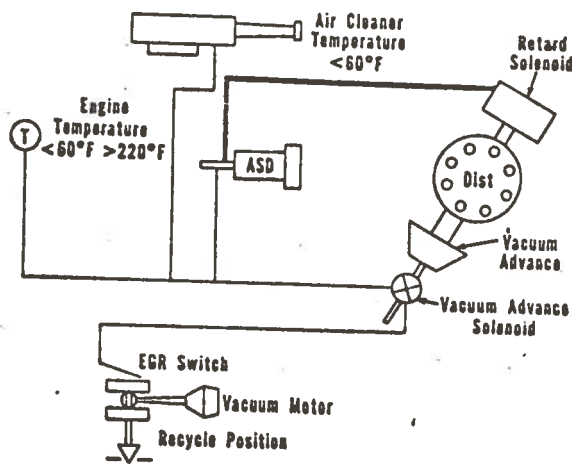 Air Cleaner
Temperature
<60°F
Retard
Solenoid
Engine
Temperature
<60°F >220°F
T
ASD
Dist
Vacuum
Advance
Vacuum Advance
Solenoid
EGR Switch
Vacuum Motor
Recycle Position